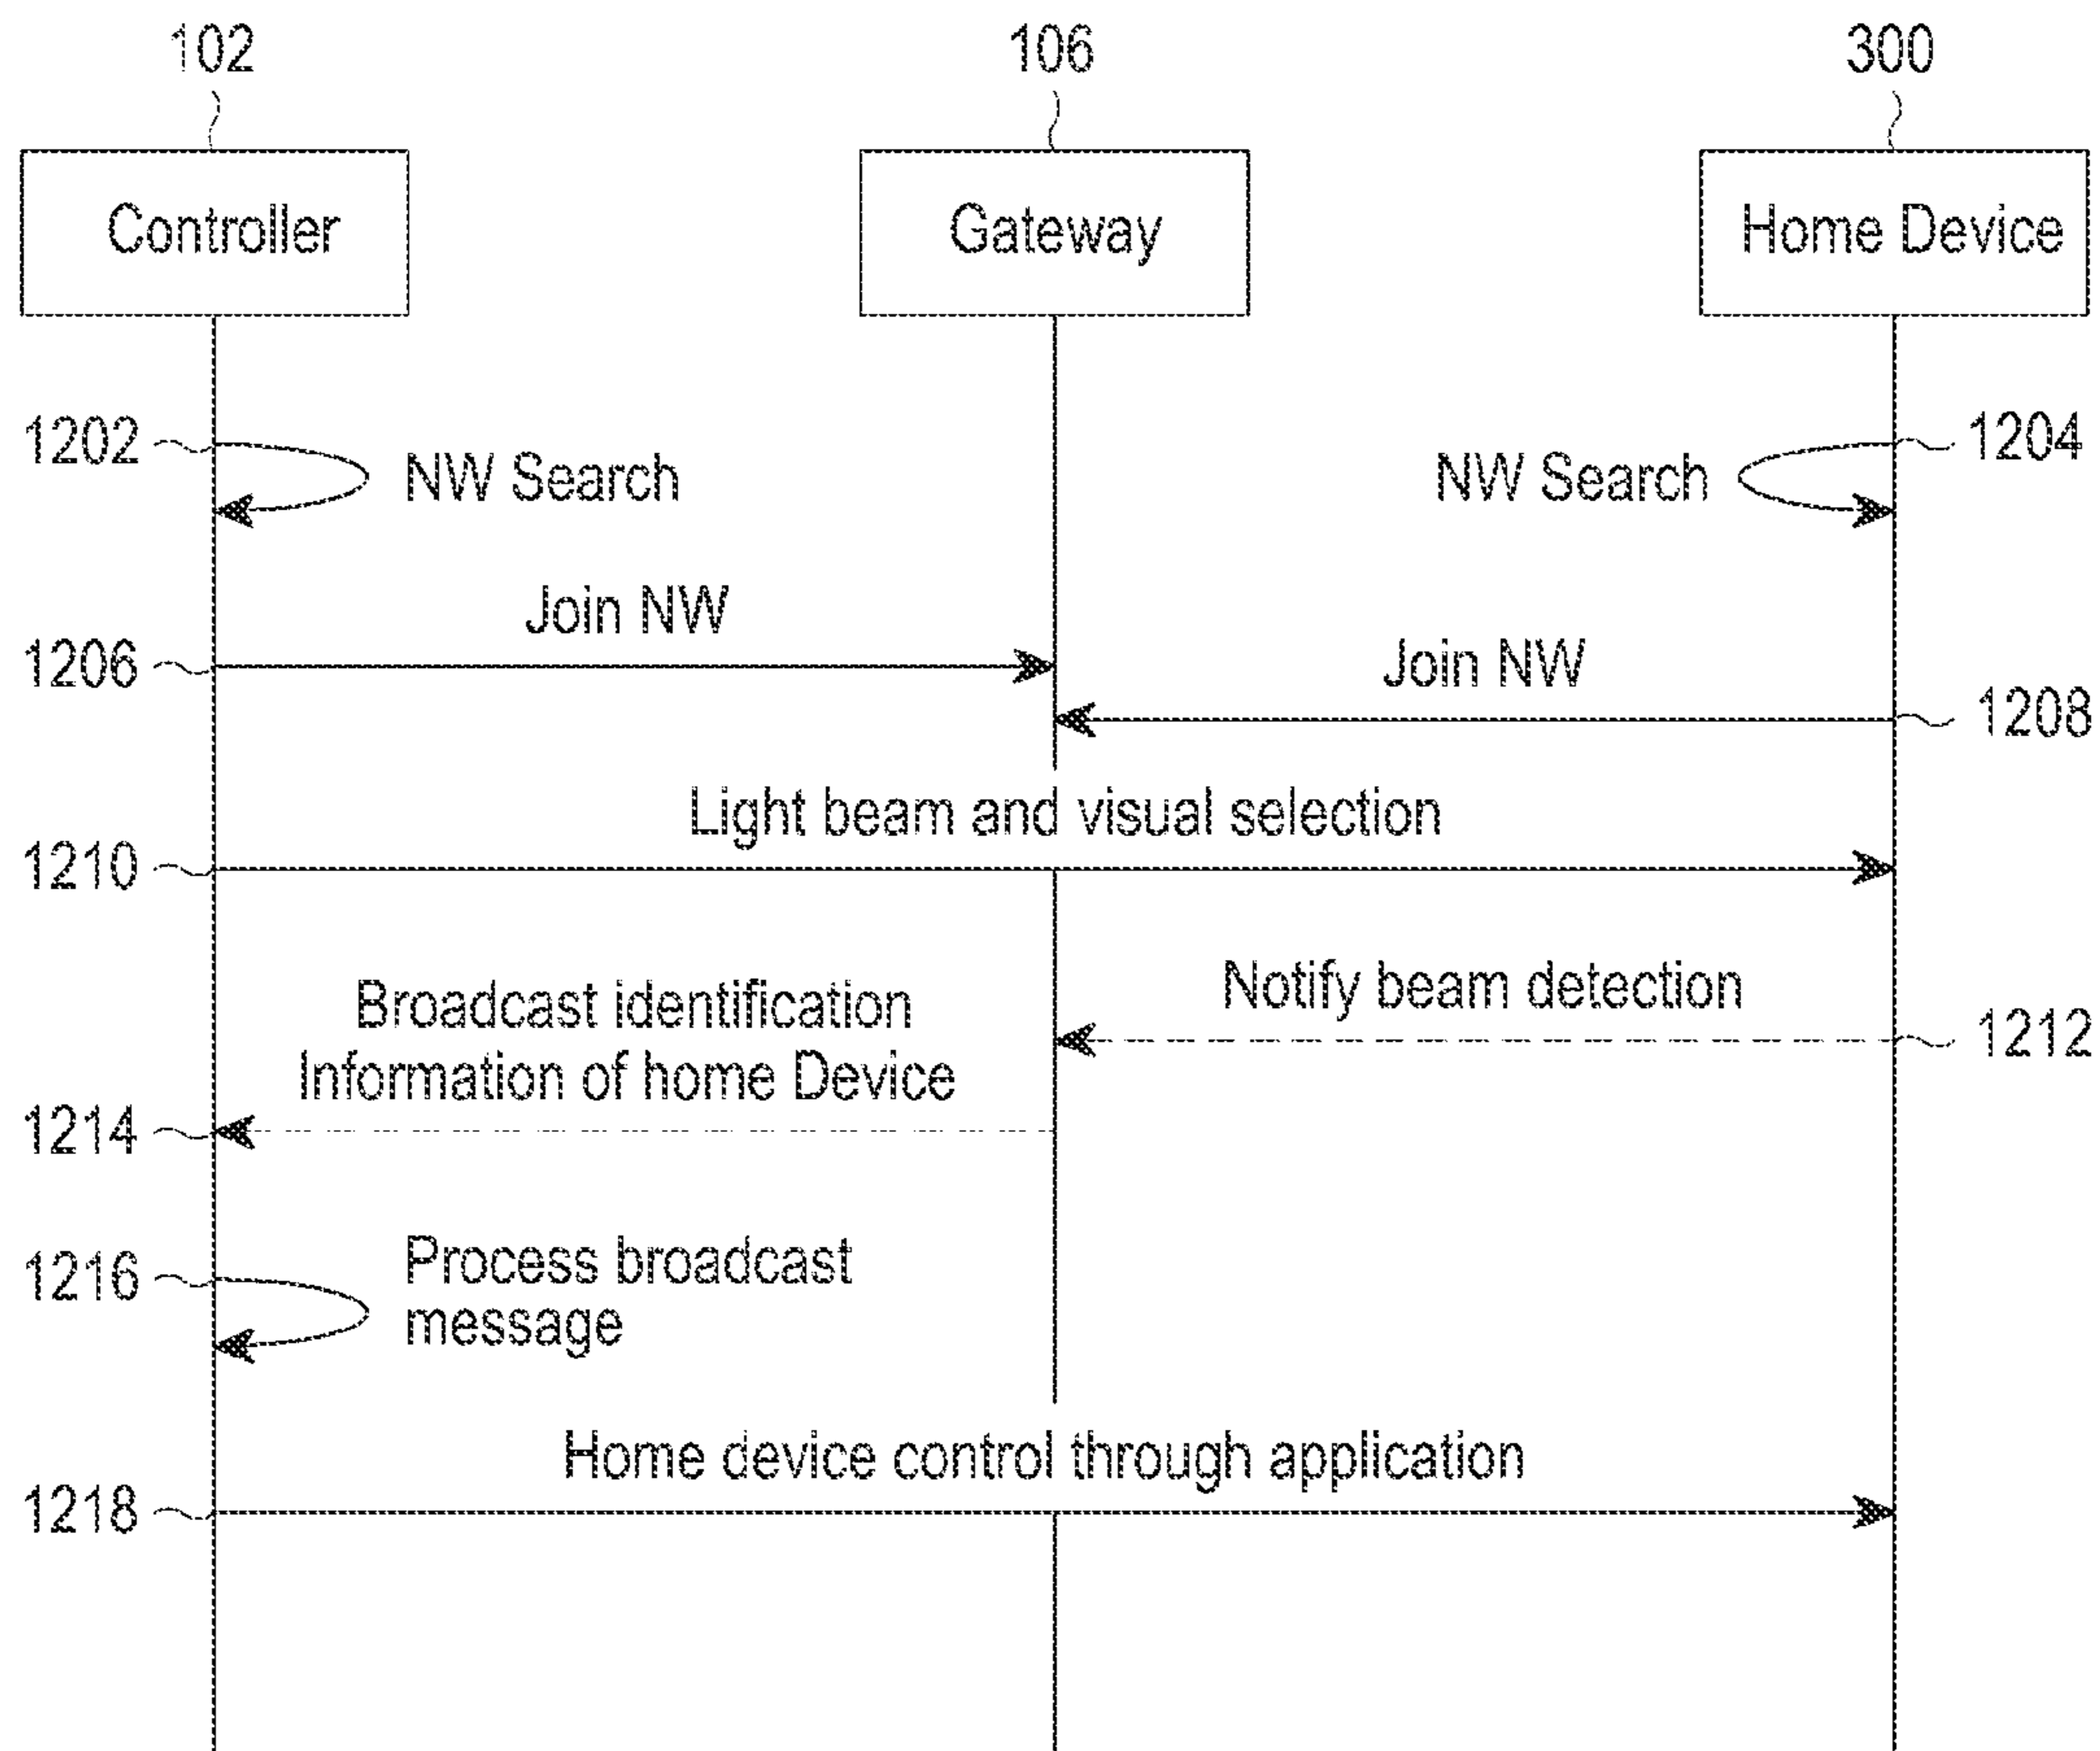 102
106
300
Controller
Gateway
Home Device
1202
NW Search
NW Search
1204
Join NW
1206
Join NW
1208
Light beam and visual selection
1210
Notify beam detection
1212
Broadcast identification
Information of home Device
1214
Process broadcast
message
1216
Home device control through application
1218